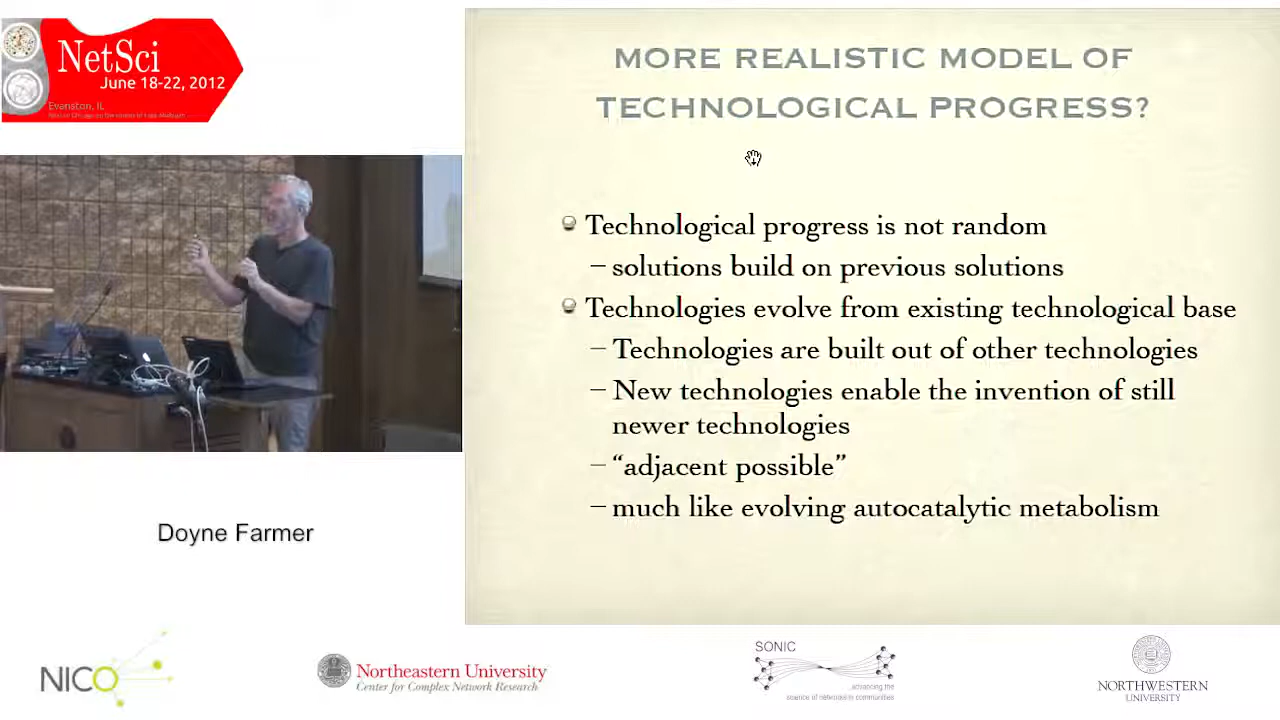 NetSci
June 18-22, 2012
Evanston, IL
MORE REALISTIC MODEL OF
TECHNOLOGICAL PROGRESS?
Technological progress is not random
– solutions build on previous solutions
Technologies evolve from existing technological base
– Technologies are built out of other technologies
– New technologies enable the invention of still
newer technologies
– “adjacent possible”
– much like evolving autocatalytic metabolism
Doyne Farmer
NICO
Northeastern University
Center for Complex Network Research
SONIC
advancing the
science of networks in communities
NORTHWESTERN
UNIVERSITY